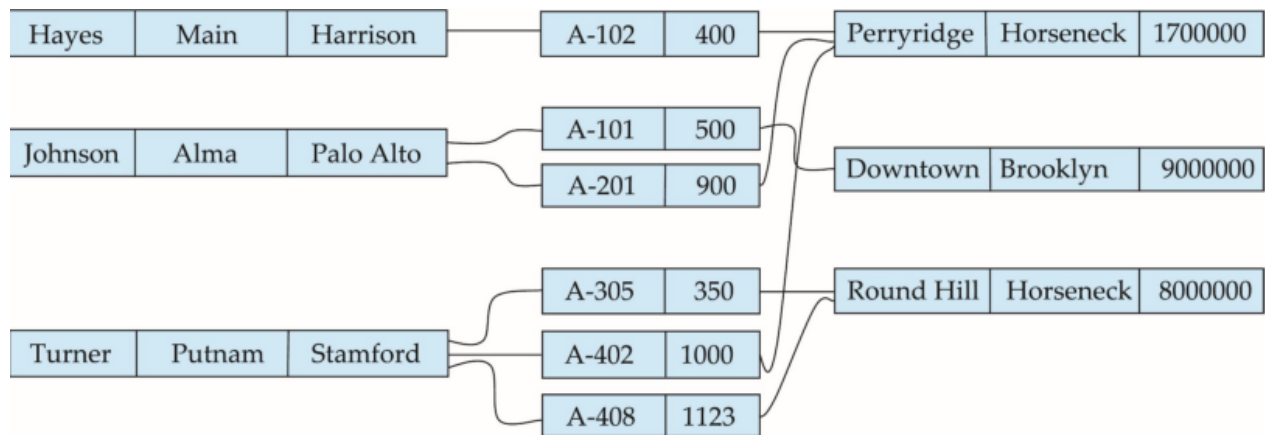 Hayes Main Harrison A-102 400 Perryridge Horseneck 1700000
A-101 500
Johnson Alma Palo Alto Downtown Brooklyn 9000000
A-201 900
A-305 350 Round Hill Horseneck 8000000
Turner Putnam Stamford A-402 1000
A-408 1123